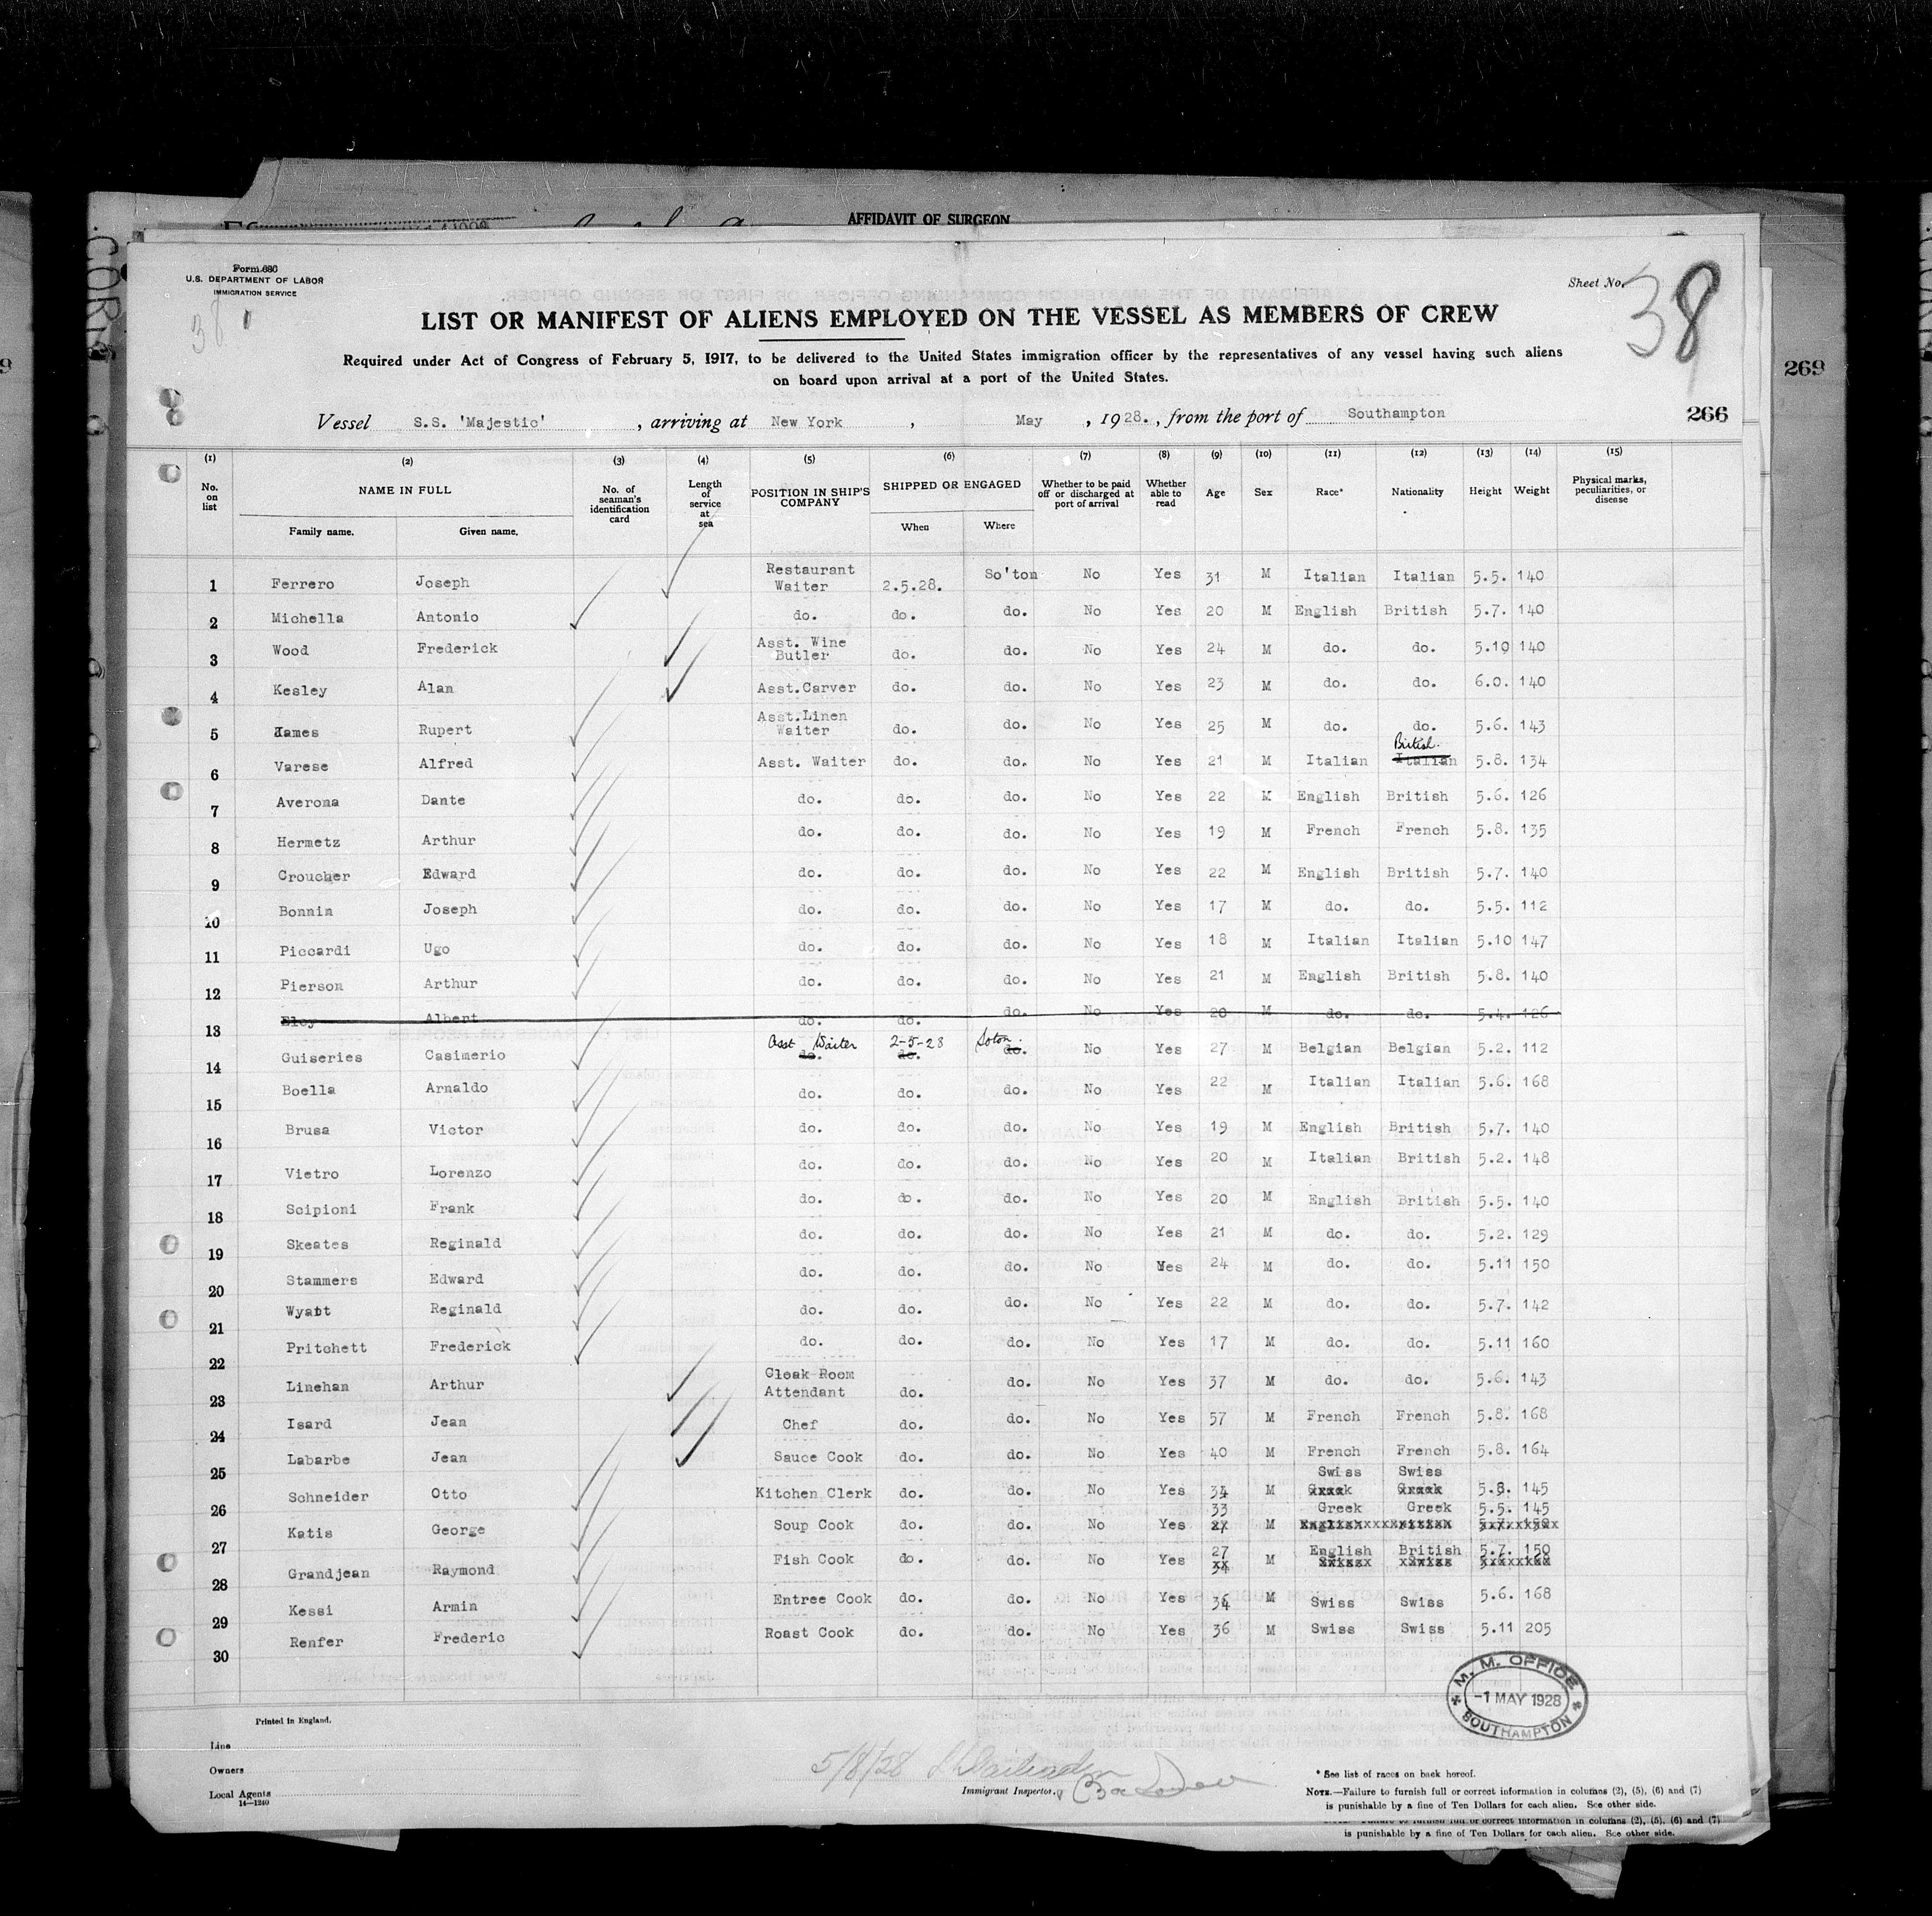 AFFIDAVIT OF SURGEON
Form 680
U.S. DEPARTMENT OF LABOR
IMMIGRATION SERVICE
Sheet No. 38
38
LIST OR MANIFEST OF ALIENS EMPLOYED ON THE VESSEL AS MEMBERS OF CREW
Required under Act of Congress of February 5, 1917, to be delivered to the United States immigration officer by the representatives of any vessel having such aliens
on board upon arrival at a port of the United States.
269
266
Vessel S.S. 'Majestic', arriving at New York, May, 1928., from the port of Southampton
(1) (2) (3) (4) (5) (6) (7) (8) (9) (10) (11) (12) (13) (14) (15)
No. on list NAME IN FULL Family name. Given name. No. of seaman's identification card Length of service at sea POSITION IN SHIP'S COMPANY SHIPPED OR ENGAGED When Where Whether to be paid off or discharged at port of arrival Whether able to read Age Sex Race* Nationality Height Weight Physical marks, peculiarities, or disease
1 Ferrero Joseph Restaurant Waiter 2.5.28. So'ton No Yes 31 M Italian Italian 5.5. 140
2 Michella Antonio do. do. do. No Yes 20 M English British 5.7. 140
3 Wood Frederick Asst. Wine Butler do. do. No Yes 24 M do. do. 5.10 140
4 Kesley Alan Asst.Carver do. do. No Yes 23 M do. do. 6.0. 140
5 James Rupert Asst.Linen Waiter do. do. No Yes 25 M do. do. 5.6. 143
6 Varese Alfred Asst. Waiter do. do. No Yes 21 M Italian British. Italian 5.8. 134
7 Averona Dante do. do. do. No Yes 22 M English British 5.6. 126
8 Hermetz Arthur do. do. do. No Yes 19 M French French 5.8. 135
9 Croucher Edward do. do. do. No Yes 22 M English British 5.7. 140
10 Bonnin Joseph do. do. do. No Yes 17 M do. do. 5.5. 112
11 Piccardi Ugo do. do. do. No Yes 18 M Italian Italian 5.10 147
12 Pierson Arthur do. do. do. No Yes 21 M English British 5.8. 140
13 Eley Albert do. do. do. No Yes 20 M do. do. 5.4. 126
14 Guiseries Casimerio Asst Waiter do. 2-5-28 do. Soton. do. No Yes 27 M Belgian Belgian 5.2. 112
15 Boella Arnaldo do. do. do. No Yes 22 M Italian Italian 5.6. 168
16 Brusa Victor do. do. do. No Yes 19 M English British 5.7. 140
17 Vietro Lorenzo do. do. do. No Yes 20 M Italian British 5.2. 148
18 Scipioni Frank do. do. do. No Yes 20 M English British 5.5. 140
19 Skeates Reginald do. do. do. No Yes 21 M do. do. 5.2. 129
20 Stammers Edward do. do. do. No Yes 24 M do. do. 5.11 150
21 Wyatt Reginald do. do. do. No Yes 22 M do. do. 5.7. 142
22 Pritchett Frederick do. do. do. No Yes 17 M do. do. 5.11 160
23 Linehan Arthur Cloak Room Attendant do. do. No Yes 37 M do. do. 5.6. 143
24 Isard Jean Chef do. do. No Yes 57 M French French 5.8. 168
25 Labarbe Jean Sauce Cook do. do. No Yes 40 M French French 5.8. 164
26 Schneider Otto Kitchen Clerk do. do. No Yes 34 M Swiss Swiss 5.8. 145
27 Katis George Soup Cook do. do. No Yes 33 M Greek Greek 5.5. 145
28 Grandjean Raymond Fish Cook do. do. No Yes 27 M English British 5.7. 150
29 Kessi Armin Entree Cook do. do. No Yes 34 M Swiss Swiss 5.6. 168
30 Renfer Frederic Roast Cook do. do. No Yes 36 M Swiss Swiss 5.11 205
M. M. OFFICE
-1 MAY 1928
SOUTHAMPTON
Printed in England.
Line
Owners
Local Agents
14-1240
5/8/28
Immigrant Inspector.
* See list of races on back hereof.
NOTE.—Failure to furnish full or correct information in columns (2), (5), (6) and (7)
is punishable by a fine of Ten Dollars for each alien. See other side.
furnish full or correct information in columns (2), (5), (6) and (7)
is punishable by a fine of Ten Dollars for each alien. See other side.